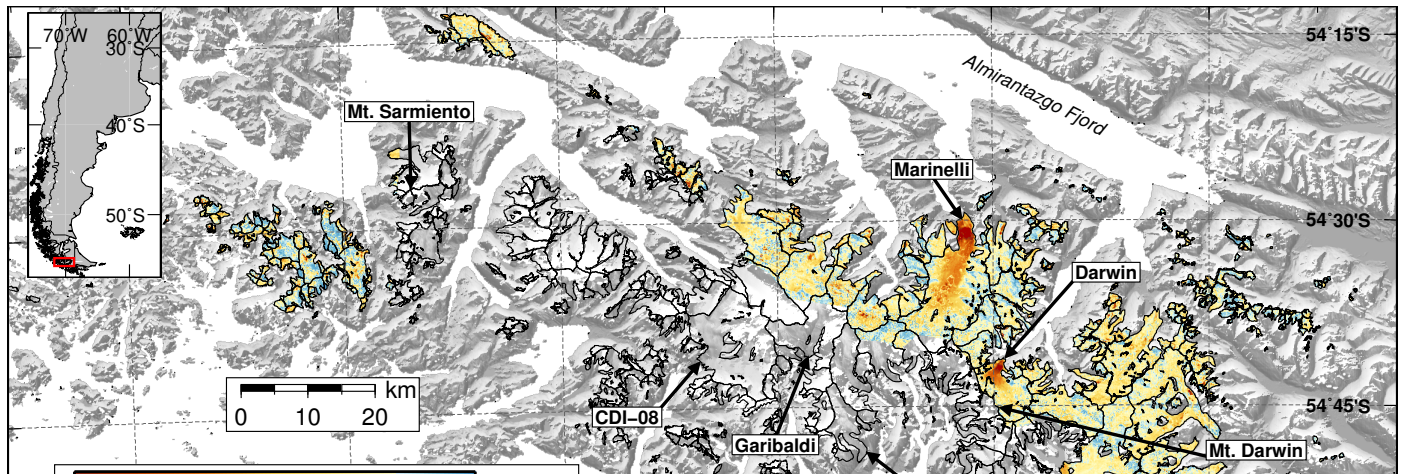 70˚W 60˚W
30˚S
40˚S
50˚S
54˚15'S
Almirantazgo Fjord
Mt. Sarmiento
Marinelli
54˚30'S
Darwin
km
0 10 20
CDI–08
Garibaldi
54˚45'S
Mt. Darwin